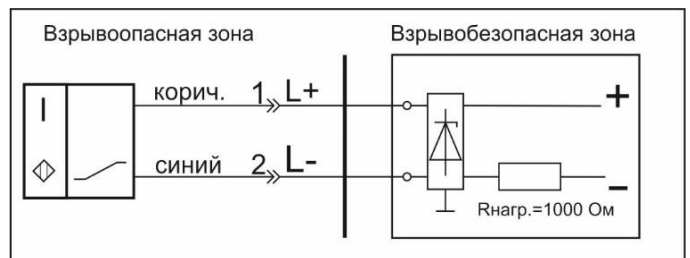 Взрывоопасная зона
Взрывобезопасная зона
корич. 1 L+
+
I
синий 2 L-
–
Rнагр.=1000 Ом